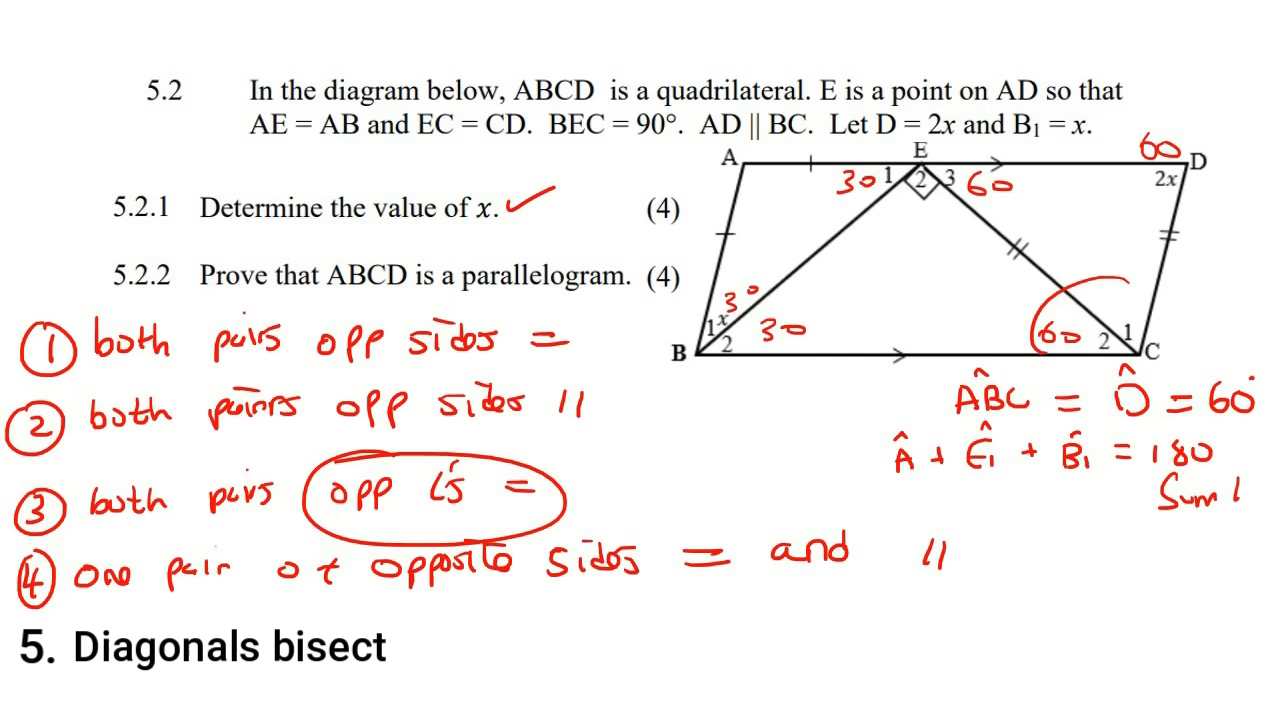 5.2 In the diagram below, ABCD is a quadrilateral. E is a point on AD so that
AE = AB and EC = CD. BEC = 90°. AD || BC. Let D = 2x and B₁ = x.
5.2.1 Determine the value of x. ✓ (4)
5.2.2 Prove that ABCD is a parallelogram. (4)
A E 60 D
30 1 2 3 60 2x
30
1 x 2 30 60 2 1
B C
① both pairs opp sides =
② both pairs opp sides //
③ both pairs opp ∠s =
④ one pair of opposite sides = and //
AB̂C = D̂ = 60°
Â + Ê₁ + B̂₁ = 180
Sum
5. Diagonals bisect